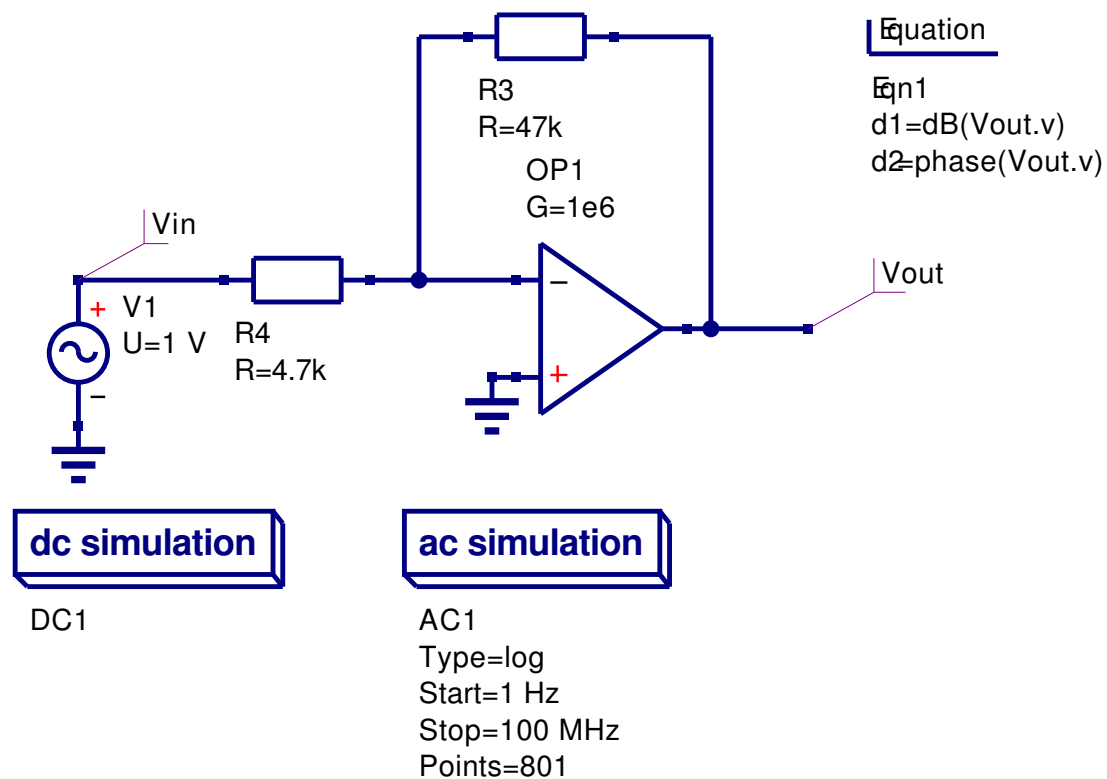 Equation
Eqn1
d1=dB(Vout.v)
d2=phase(Vout.v)
R3
R=47k
OP1
G=1e6
Vin
+
V1
U=1 V
−
R4
R=4.7k
−
+
Vout
dc simulation
DC1
ac simulation
AC1
Type=log
Start=1 Hz
Stop=100 MHz
Points=801